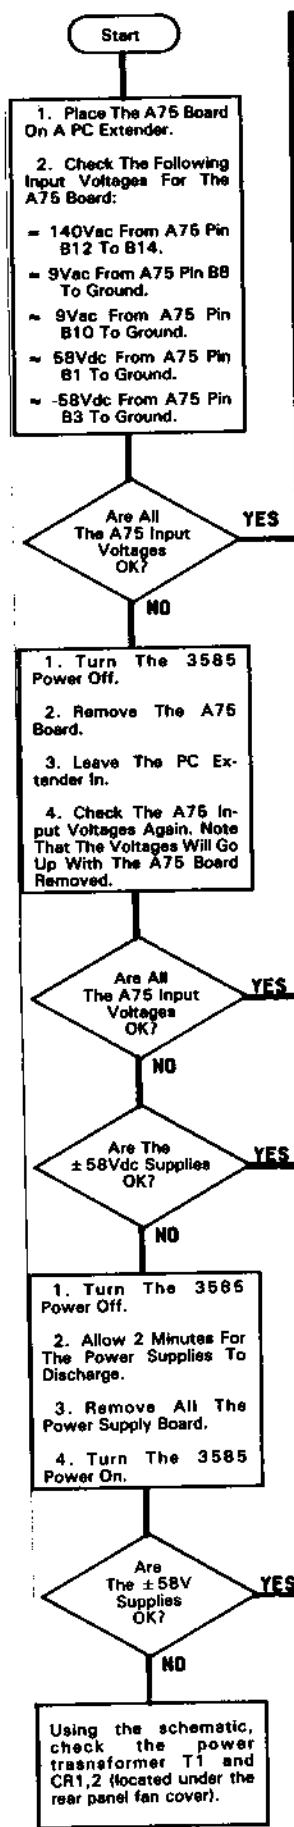 Start
1. Place The A75 Board
On A PC Extender.
2. Check The Following
Input Voltages For The
A75 Board:
≈ 140Vac From A75 Pin
B12 To B14.
≈ 9Vac From A75 Pin B8
To Ground.
≈ 9Vac From A75 Pin
B10 To Ground.
≈ 58Vdc From A75 Pin
B1 To Ground.
≈ -58Vdc From A75 Pin
B3 To Ground.
Are All
The A75 Input
Voltages
OK?
YES
NO
1. Turn The 3585
Power Off.
2. Remove The A75
Board.
3. Leave The PC Ex-
tender In.
4. Check The A75 In-
put Voltages Again. Note
That The Voltages Will Go
Up With The A75 Board
Removed.
Are All
The A75 Input
Voltages
OK?
YES
NO
Are The
±58Vdc Supplies
OK?
YES
NO
1. Turn The 3585
Power Off.
2. Allow 2 Minutes For
The Power Supplies To
Discharge.
3. Remove All The
Power Supply Board.
4. Turn The 3585
Power On.
Are
The ±58V
Supplies
OK?
YES
NO
Using the schematic,
check the power
trasnsformer T1 and
CR1,2 (located under the
rear panel fan cover).